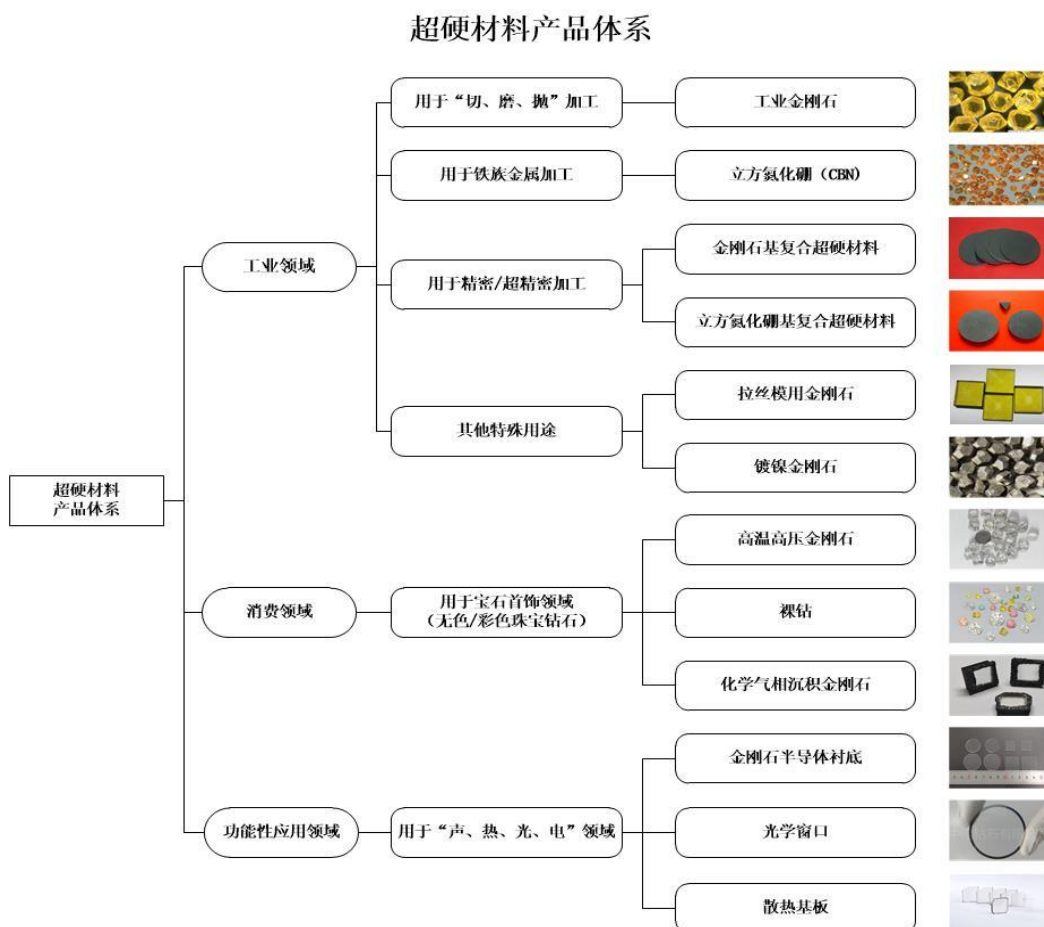 超硬材料产品体系
用于“切、磨、抛”加工
工业金刚石
用于铁族金属加工
立方氮化硼（CBN)
工业领域
金刚石基复合超硬材料
用于精密/超精密加工
立方氮化硼基复合超硬材料
拉丝模用金刚石
其他特殊用途
镀镍金刚石
超硬材料
产品体系
高温高压金刚石
消费领域
用于宝石首饰领域
（无色/彩色珠宝钻石）
裸钻
化学气相沉积金刚石
金刚石半导体衬底
功能性应用领域
用于“声、热、光、电”领域
光学窗口
散热基板